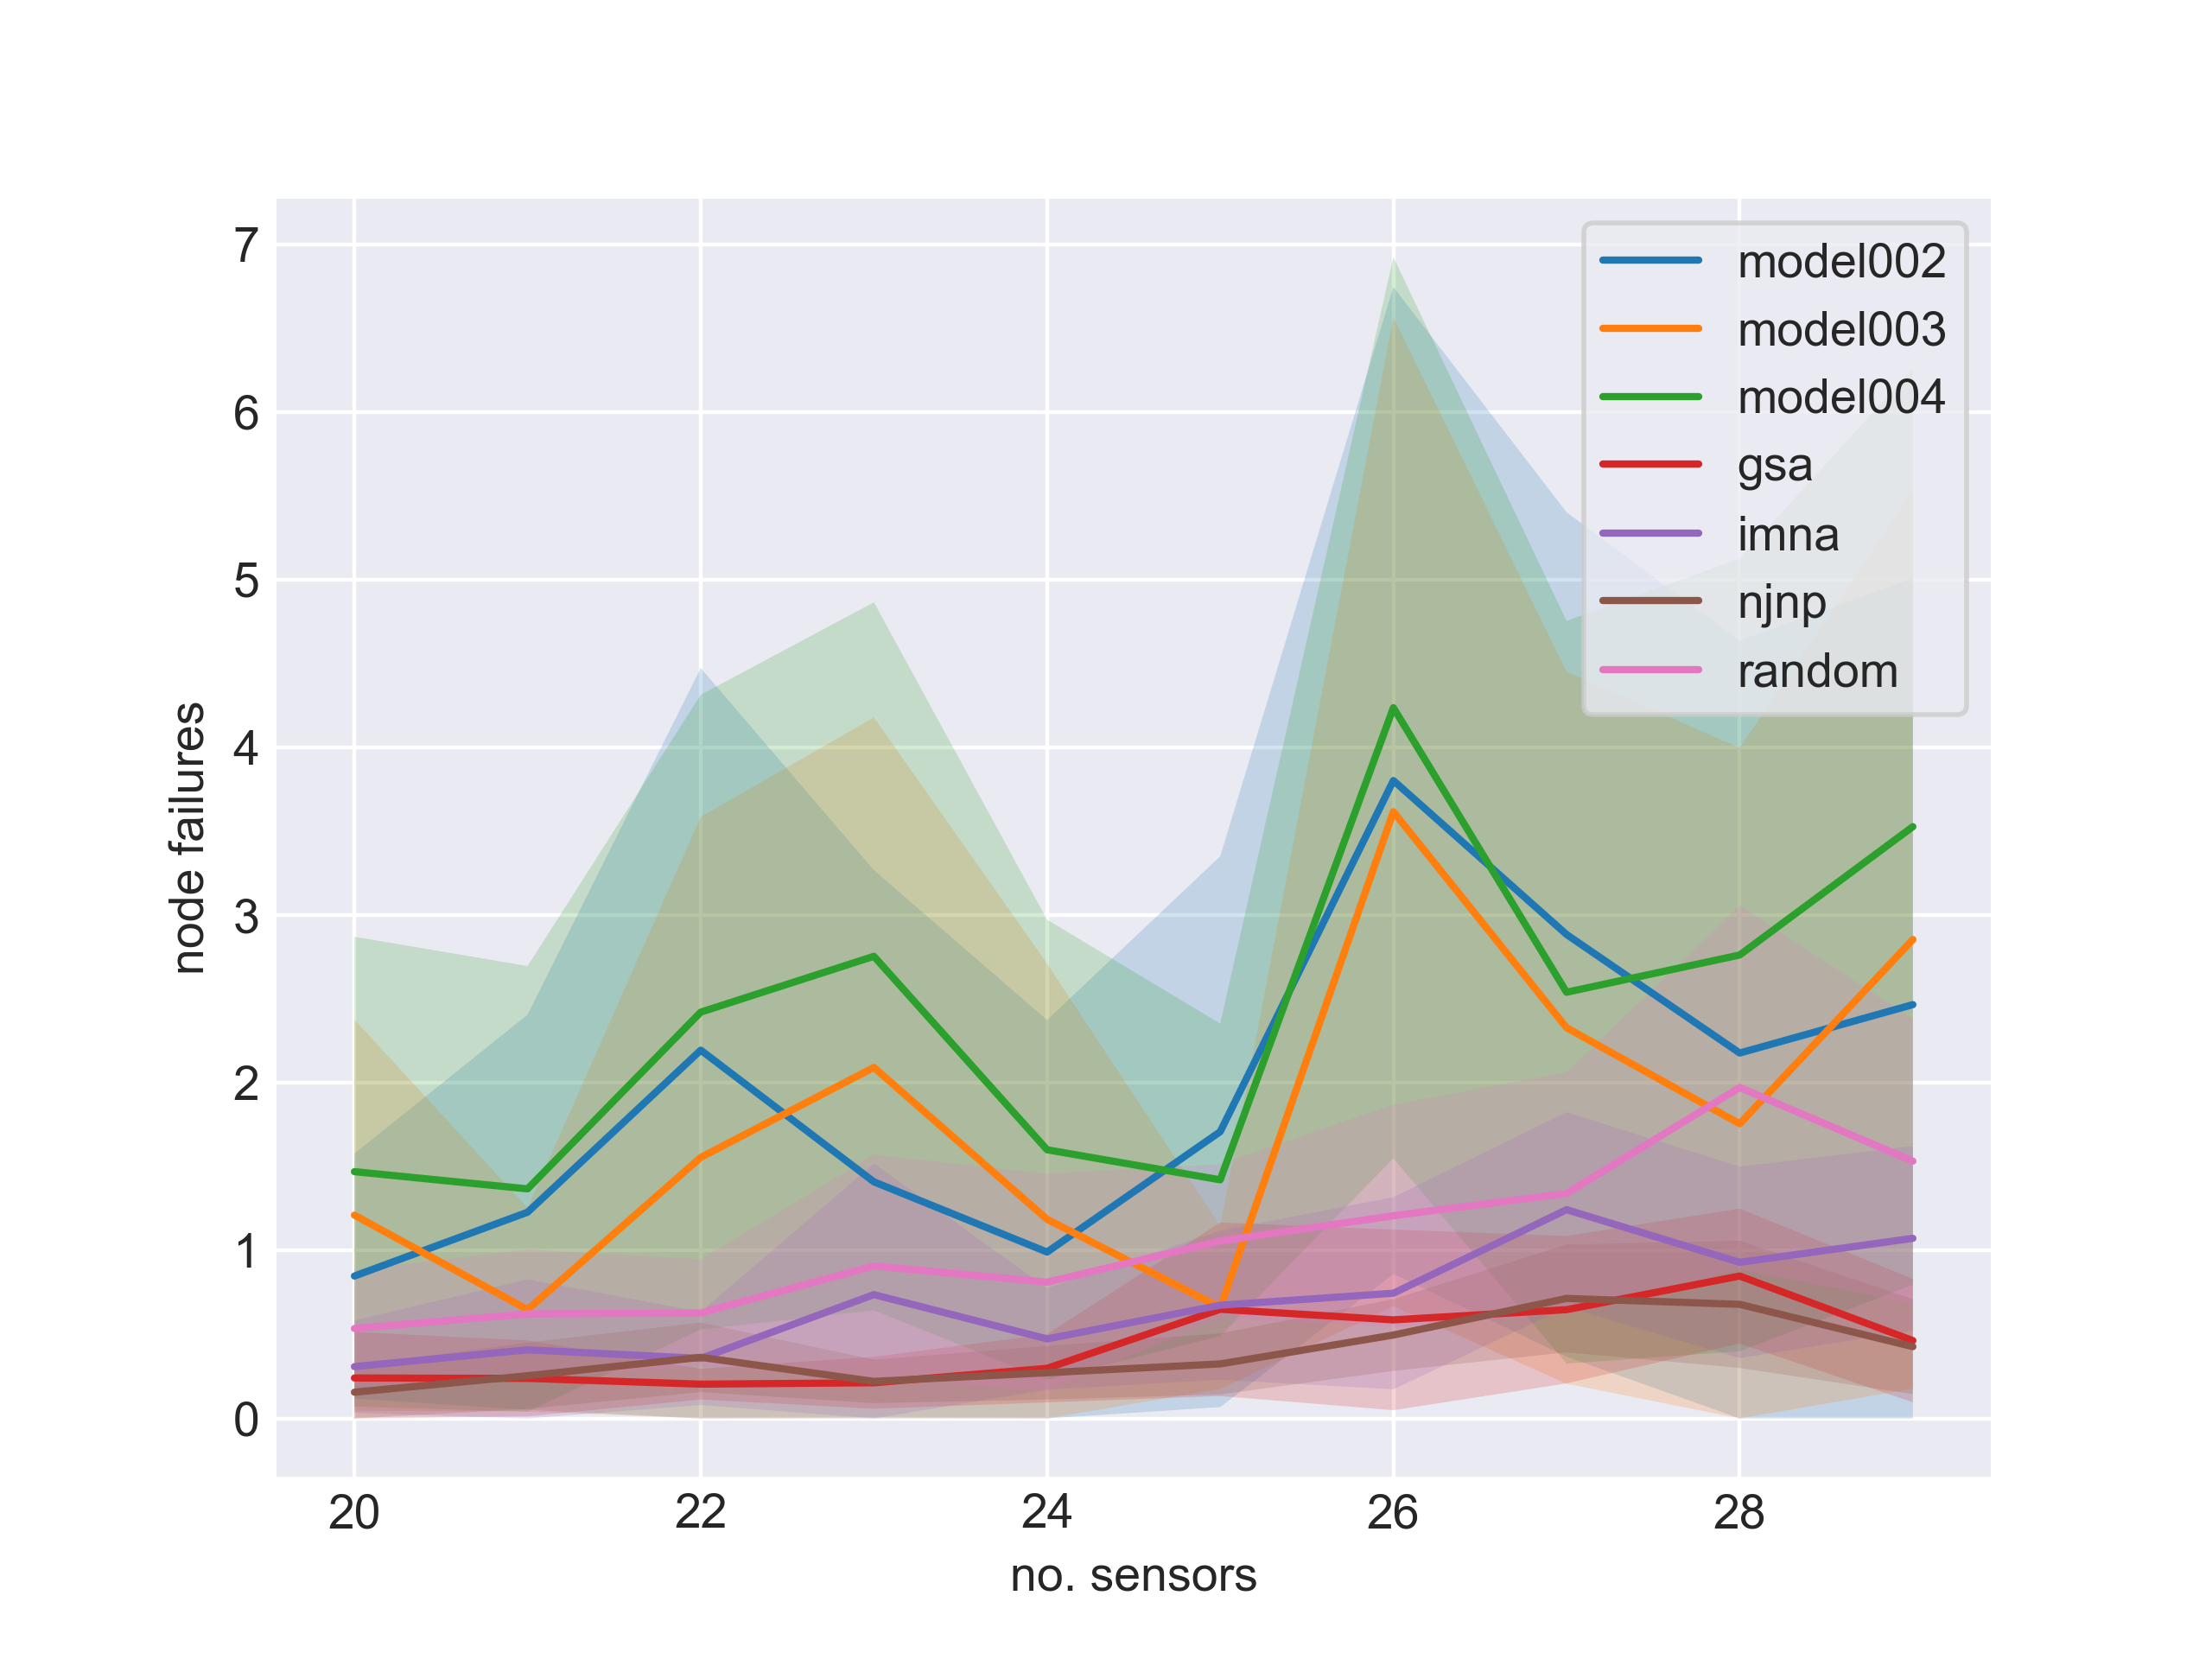 7
6
5
4
3
2
1
0
node failures
20 22 24 26 28
no. sensors
model002
model003
model004
gsa
imna
njnp
random